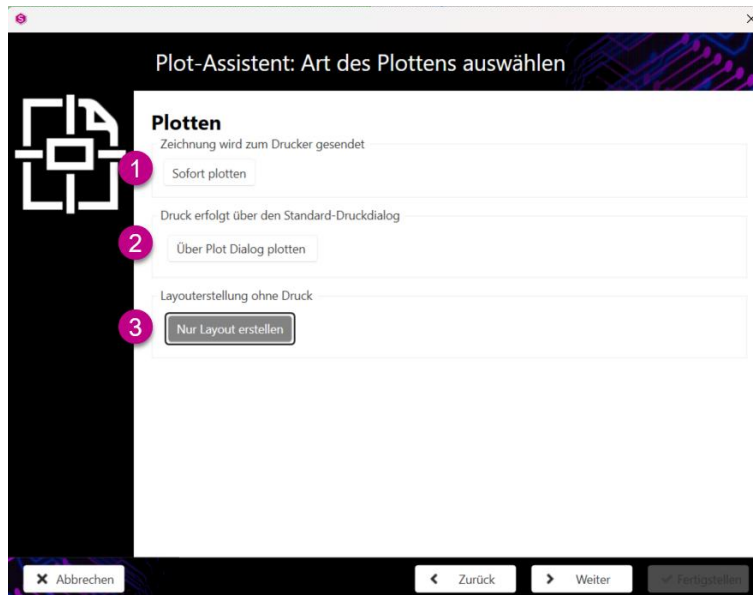 S
Plot-Assistent: Art des Plottens auswählen
Plotten
Zeichnung wird zum Drucker gesendet
1
Sofort plotten
Druck erfolgt über den Standard-Druckdialog
2
Über Plot Dialog plotten
Layouterstellung ohne Druck
3
Nur Layout erstellen
Abbrechen
Zurück
Weiter
Fertigstellen